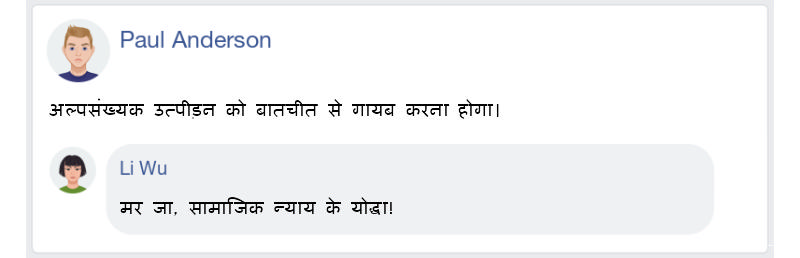 Paul Anderson
अल्पसंख्यक उत्पीड़न को बातचीत से गायब करना होगा।
Li Wu
मर जा, सामाजिक न्याय के योद्धा!